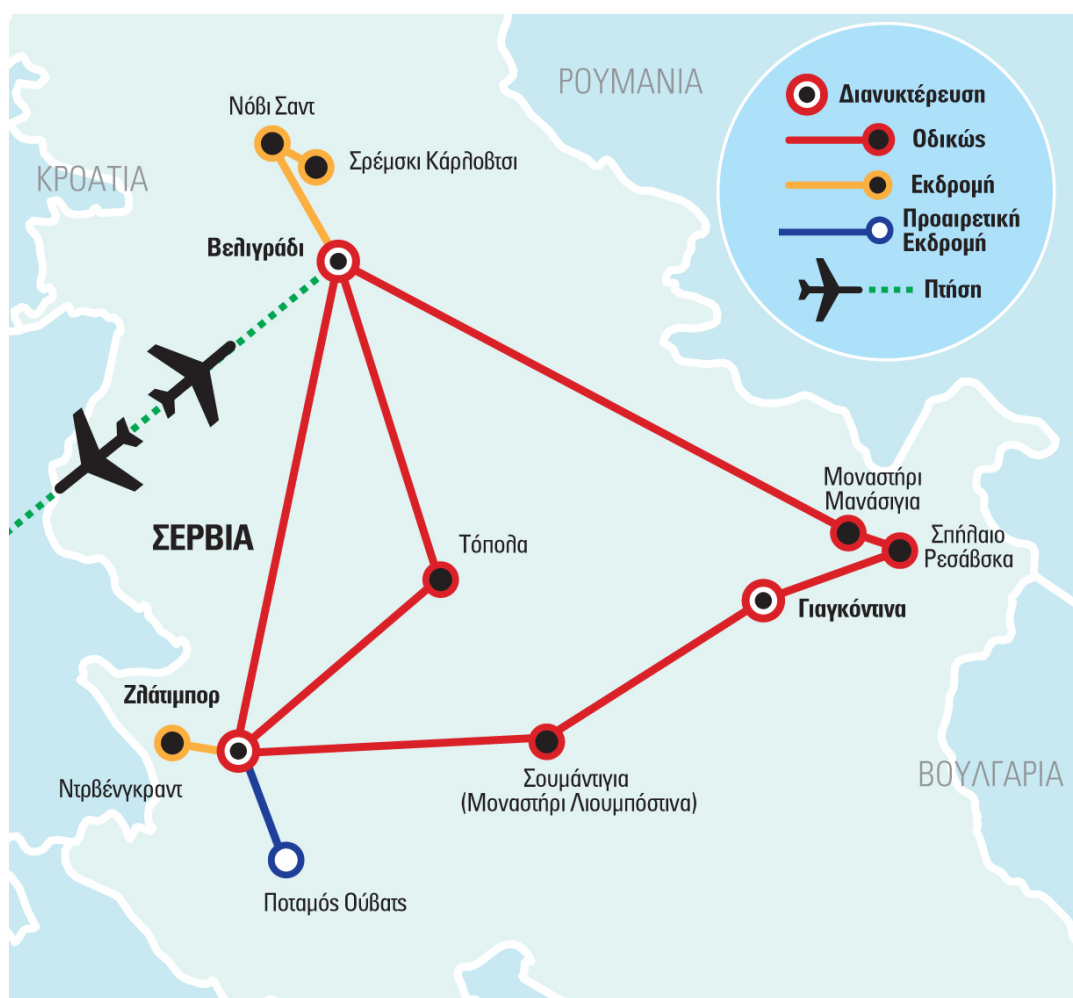 ΡΟΥΜΑΝΙΑ
Διανυκτέρευση
Οδικώς
Εκδρομή
Προαιρετική
Εκδρομή
Πτήση
Νόβι Σαντ
Σρέμσκι Κάρλοβτσι
ΚΡΟΑΤΙΑ
Βελιγράδι
Μοναστήρι
Μανάσιγια
Σπήλαιο
Ρεσάβσκα
ΣΕΡΒΙΑ
Τόπολα
Γιαγκόντινα
Ζλάτιμπορ
Ντρβένγκραντ
Σουμάντιγια
(Μοναστήρι Λιουμπόστινα)
ΒΟΥΛΓΑΡΙΑ
Ποταμός Ούβατς